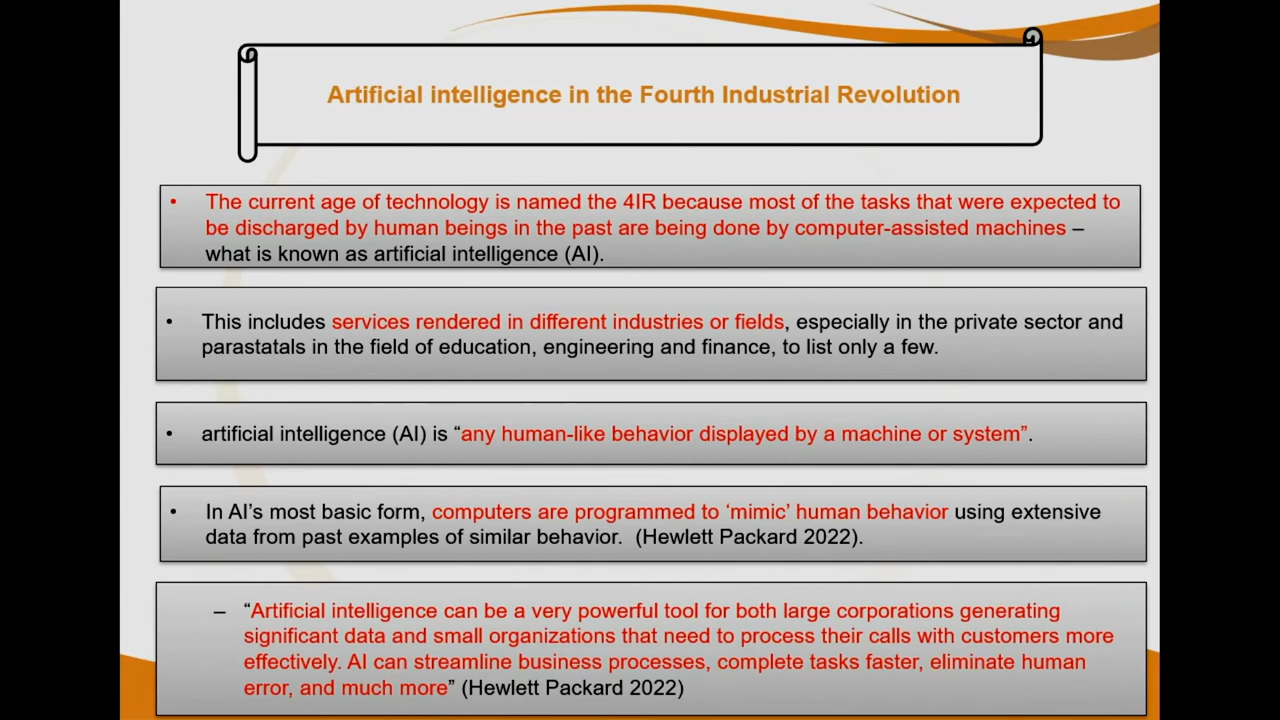 Artificial intelligence in the Fourth Industrial Revolution
• The current age of technology is named the 4IR because most of the tasks that were expected to
be discharged by human beings in the past are being done by computer-assisted machines –
what is known as artificial intelligence (AI).
• This includes services rendered in different industries or fields, especially in the private sector and
parastatals in the field of education, engineering and finance, to list only a few.
• artificial intelligence (AI) is “any human-like behavior displayed by a machine or system”.
• In AI’s most basic form, computers are programmed to ‘mimic’ human behavior using extensive
data from past examples of similar behavior.  (Hewlett Packard 2022).
– “Artificial intelligence can be a very powerful tool for both large corporations generating
significant data and small organizations that need to process their calls with customers more
effectively. AI can streamline business processes, complete tasks faster, eliminate human
error, and much more” (Hewlett Packard 2022)